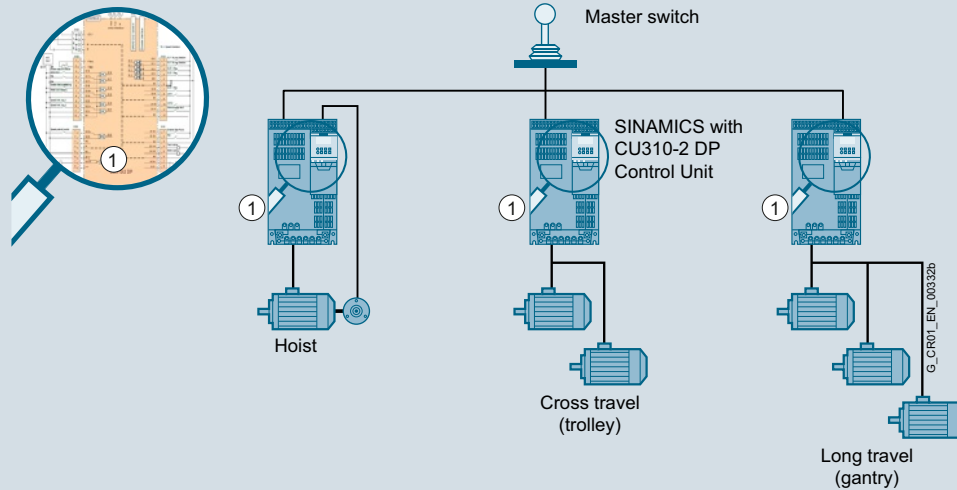 Master switch
SINAMICS with
CU310-2 DP
Control Unit
1
1
1
1
Hoist
Cross travel
(trolley)
Long travel
(gantry)
G_CR01_EN_00332b